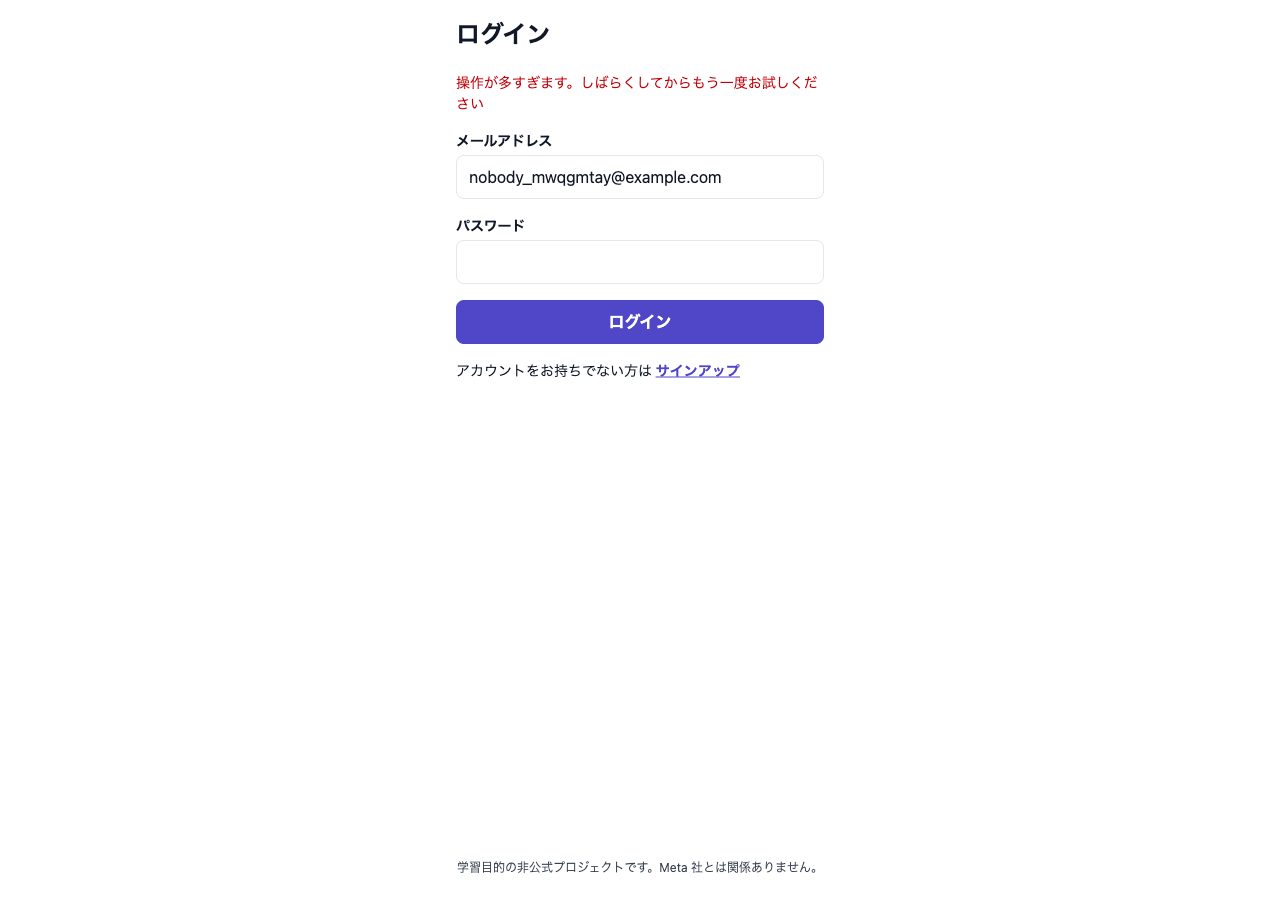 ログイン
操作が多すぎます。しばらくしてからもう一度お試しくだ
さい
メールアドレス
nobody_mwqgmtay@example.com
パスワード
ログイン
アカウントをお持ちでない方は サインアップ
学習目的の非公式プロジェクトです。Meta 社とは関係ありません。